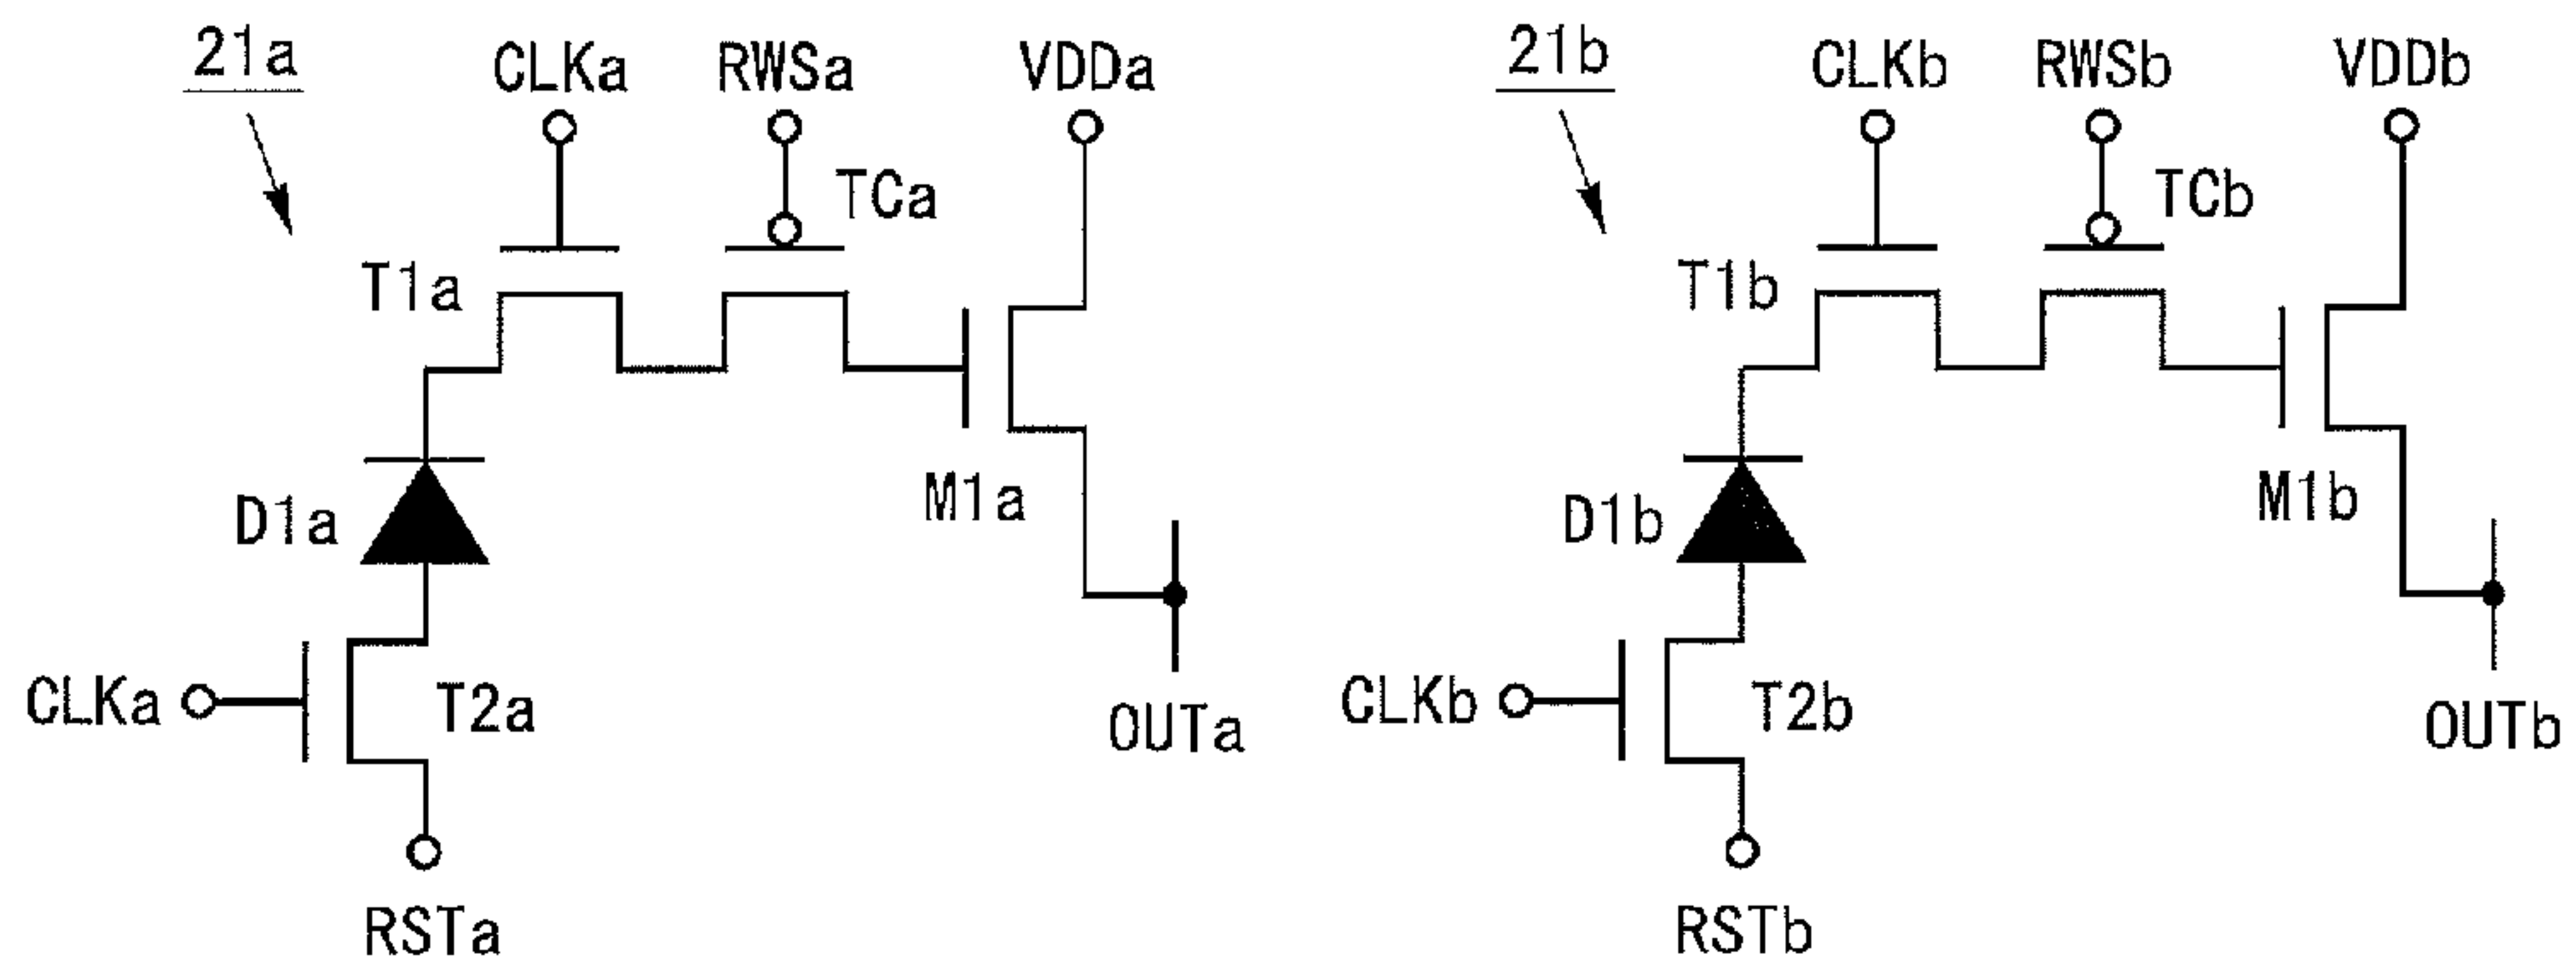 21a
CLKa
RWSa
VDDa
TCa
T1a
D1a
M1a
CLKa
T2a
OUTa
RSTa
21b
CLKb
RWSb
VDDb
TCb
T1b
D1b
M1b
CLKb
T2b
OUTb
RSTb